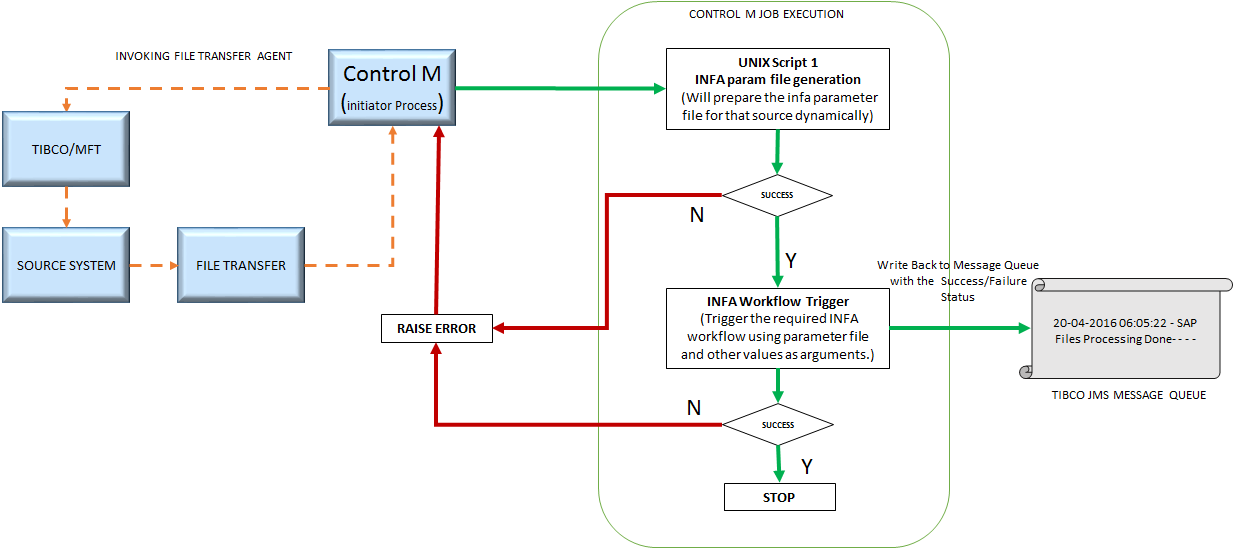 CONTROL M JOB EXECUTION
INVOKING FILE TRANSFER AGENT
Control M
(initiator Process)
UNIX Script 1
INFA param file generation
(Will prepare the infa parameter
file for that source dynamically)
TIBCO/MFT
SUCCESS
N
Y
SOURCE SYSTEM
FILE TRANSFER
Write Back to Message Queue
with the Success/Failure
Status
RAISE ERROR
INFA Workflow Trigger
(Trigger the required INFA
workflow using parameter file
and other values as arguments.)
20-04-2016 06:05:22 - SAP
Files Processing Done- - - -
TIBCO JMS MESSAGE QUEUE
N
SUCCESS
Y
STOP